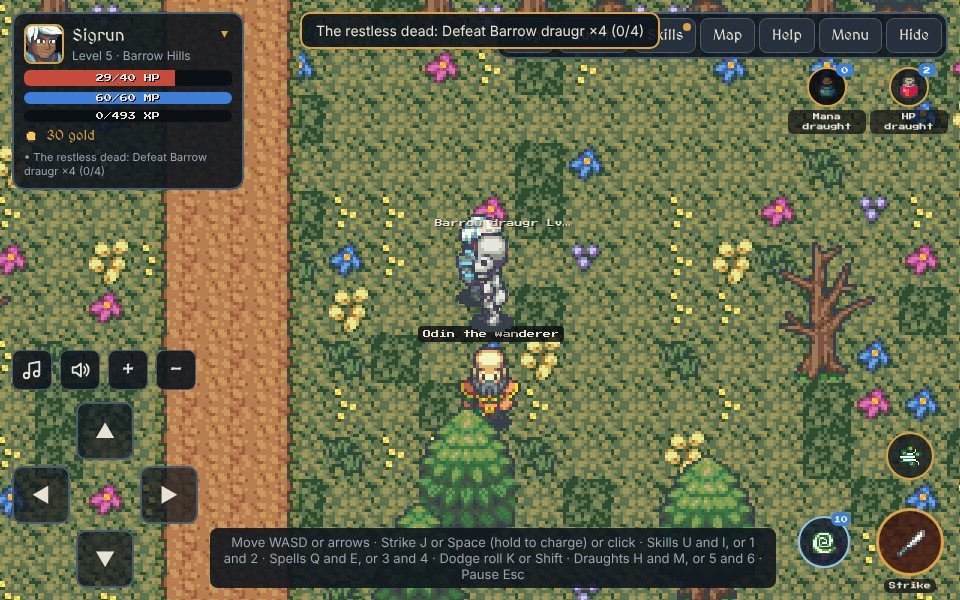 Sigrun
Level 5 · Barrow Hills
29/40 HP
60/60 MP
0/493 XP
30 gold
• The restless dead: Defeat Barrow
draugr ×4 (0/4)
The restless dead: Defeat Barrow draugr ×4 (0/4)
Map
Help
Menu
Hide
0
Mana
draught
2
HP
draught
Barrow draugr Lv…
Odin the wanderer
+
−
10
Strike
Move WASD or arrows · Strike J or Space (hold to charge) or click · Skills U and I, or 1
and 2 · Spells Q and E, or 3 and 4 · Dodge roll K or Shift · Draughts H and M, or 5 and 6 ·
Pause Esc